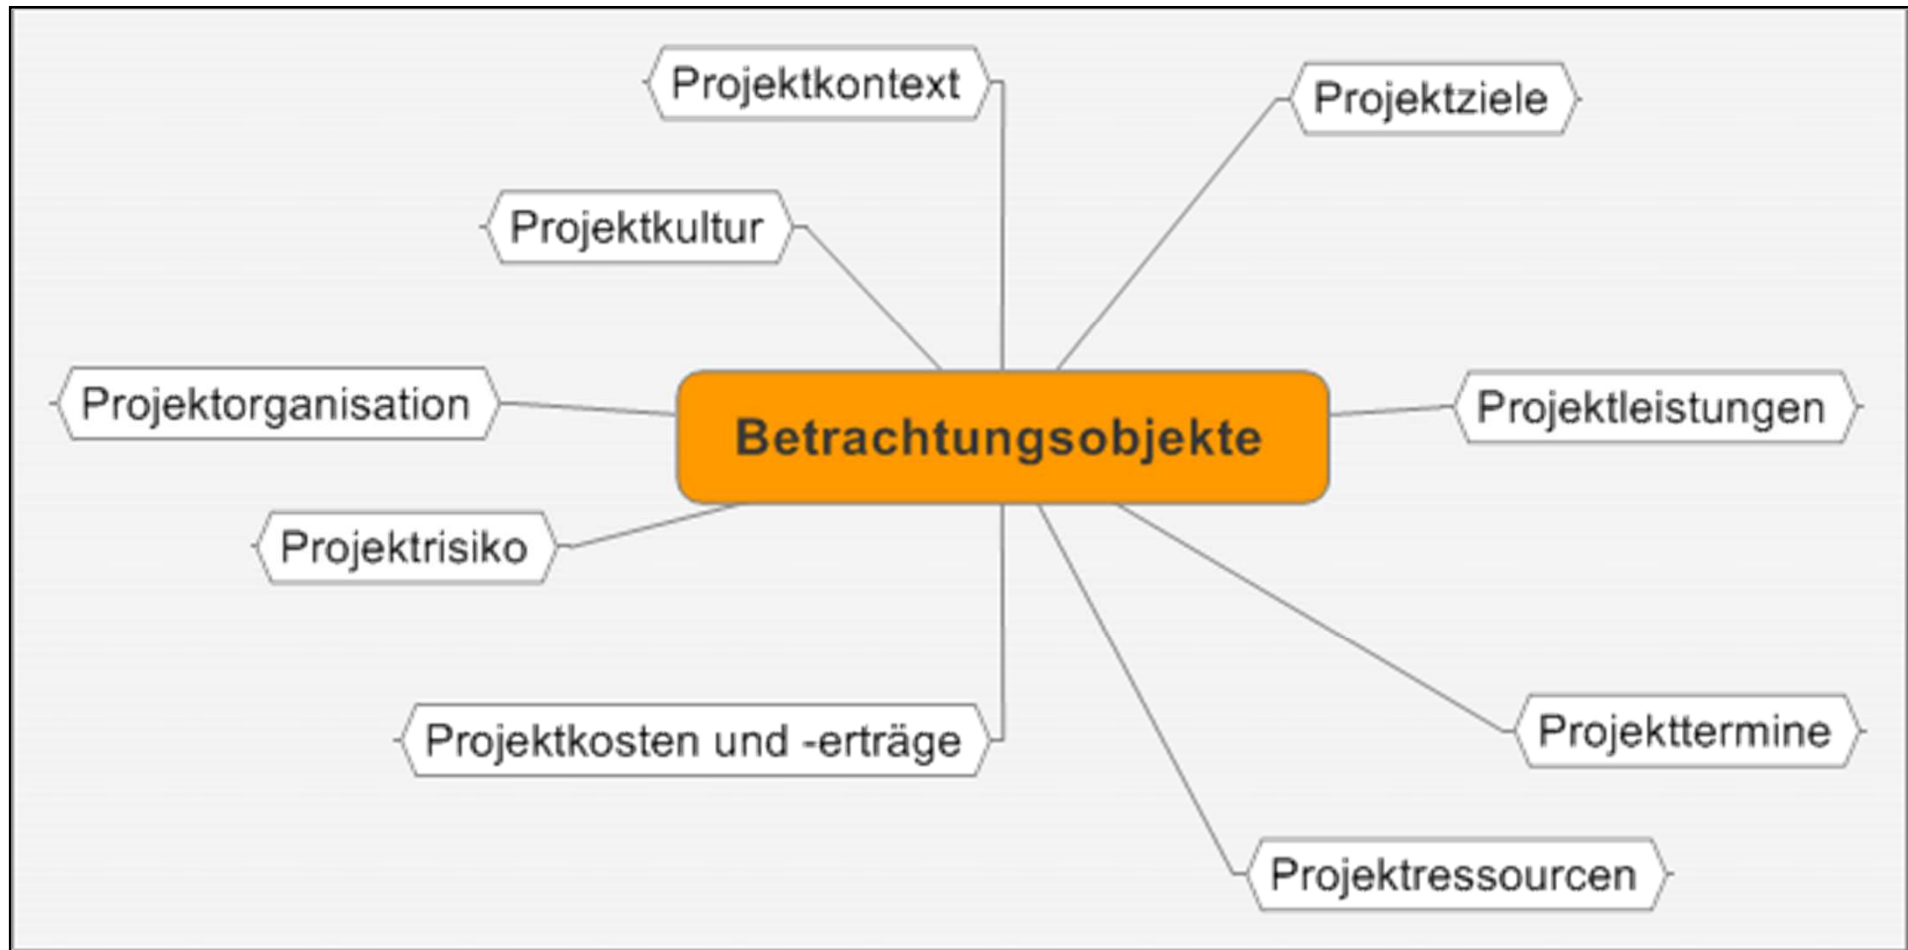 Projektkontext
Projektziele
Projektkultur
Projektorganisation
Betrachtungsobjekte
Projektleistungen
Projektrisiko
Projektkosten und -erträge
Projekttermine
Projektressourcen